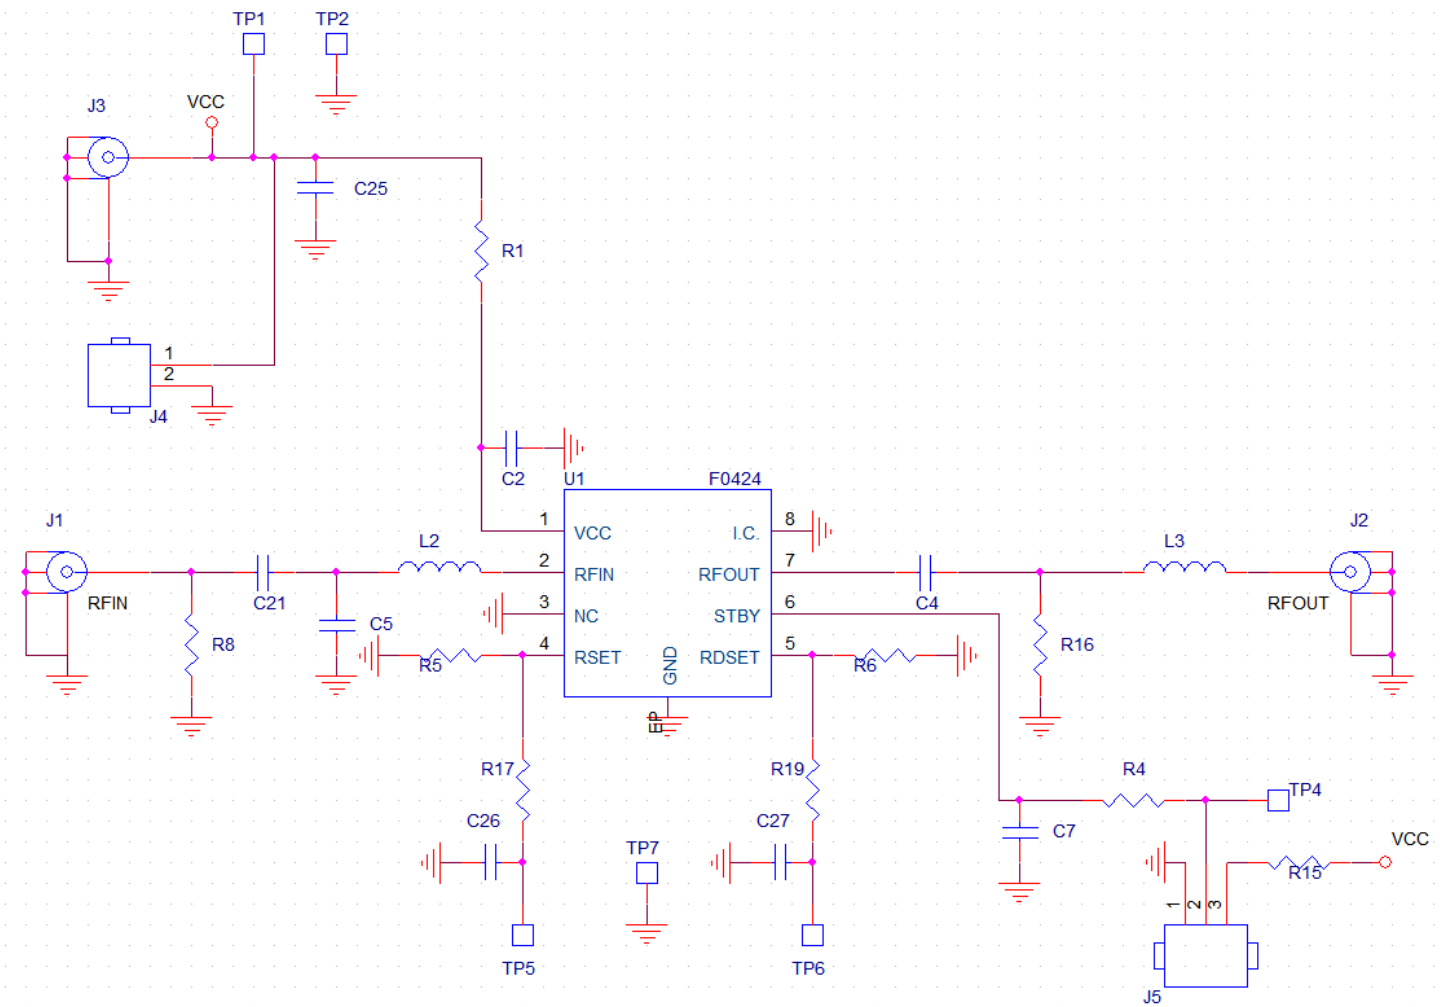 TP1 TP2
J3 VCC
C25
R1
1
2
J4
C2 U1 F0424
J1 J2
1 VCC I.C. 8
L2 L3
2 RFIN RFOUT 7
RFIN C21 C4 RFOUT
3 NC STBY 6
C5
R8 R16
4 RSET RDSET 5
R5 GND R6
EP
R17 R19 R4
TP4
C26 C27 C7
VCC
TP7
R15
1 2 3
TP5 TP6
J5